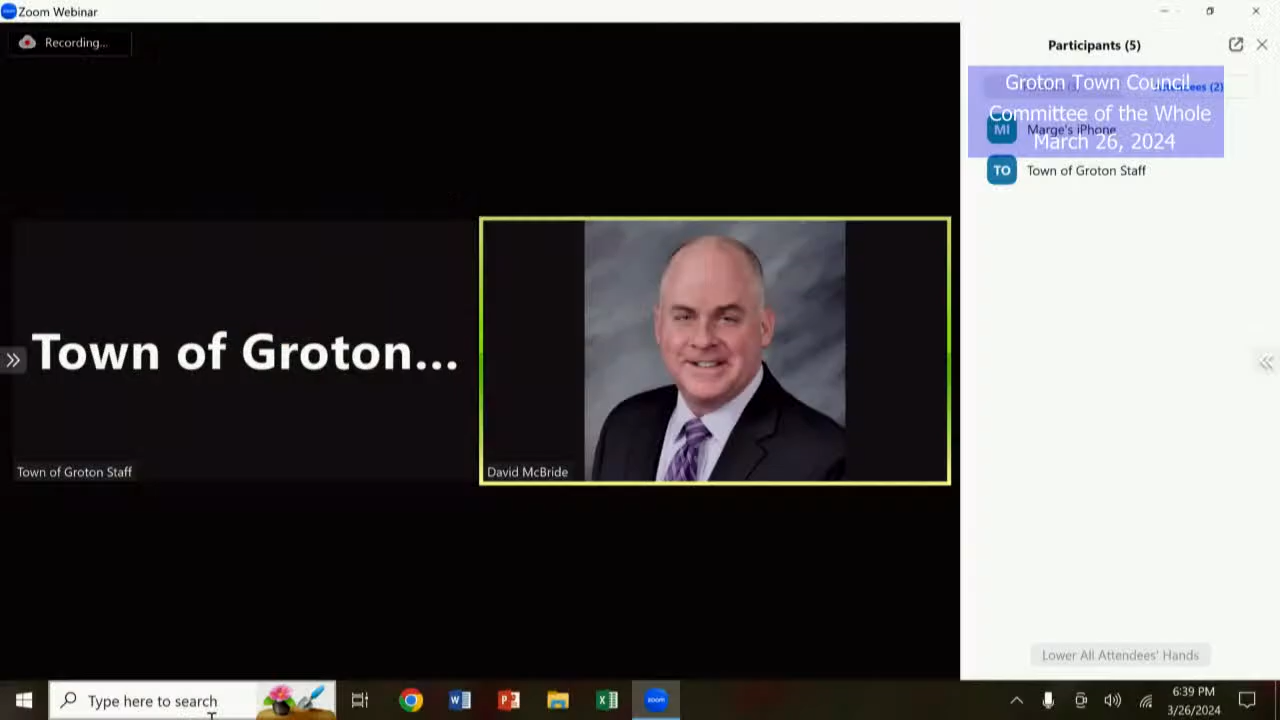 Zoom Webinar
Recording...
Participants (5)
Groton Town Council
Committee of the Whole
March 26, 2024
MI Marge's iPhone
TO Town of Groton Staff
Town of Groton...
Town of Groton Staff
David McBride
Lower All Attendees' Hands
Type here to search
6:39 PM
3/26/2024